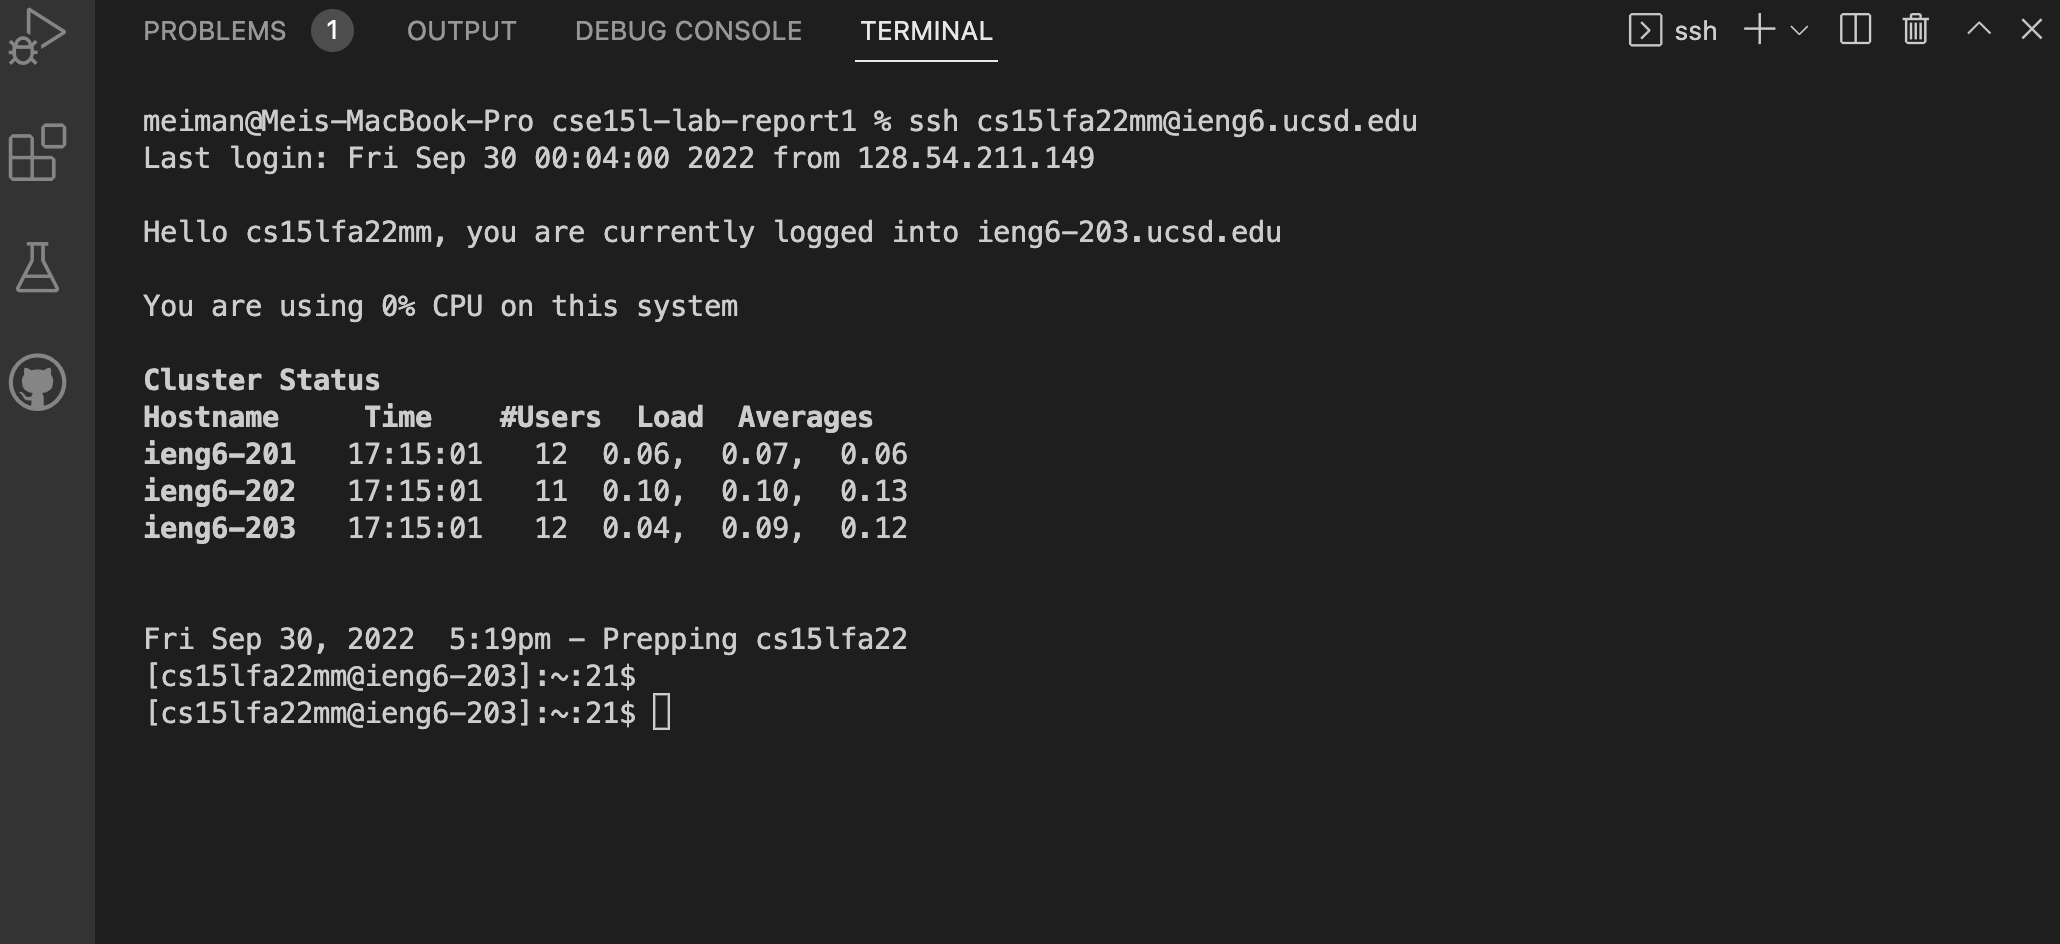 PROBLEMS 1 OUTPUT DEBUG CONSOLE TERMINAL ssh
meiman@Meis-MacBook-Pro cse15l-lab-report1 % ssh cs15lfa22mm@ieng6.ucsd.edu
Last login: Fri Sep 30 00:04:00 2022 from 128.54.211.149
Hello cs15lfa22mm, you are currently logged into ieng6-203.ucsd.edu
You are using 0% CPU on this system
Cluster Status
Hostname Time #Users Load Averages
ieng6-201 17:15:01 12 0.06, 0.07, 0.06
ieng6-202 17:15:01 11 0.10, 0.10, 0.13
ieng6-203 17:15:01 12 0.04, 0.09, 0.12
Fri Sep 30, 2022 5:19pm - Prepping cs15lfa22
[cs15lfa22mm@ieng6-203]:~:21$
[cs15lfa22mm@ieng6-203]:~:21$